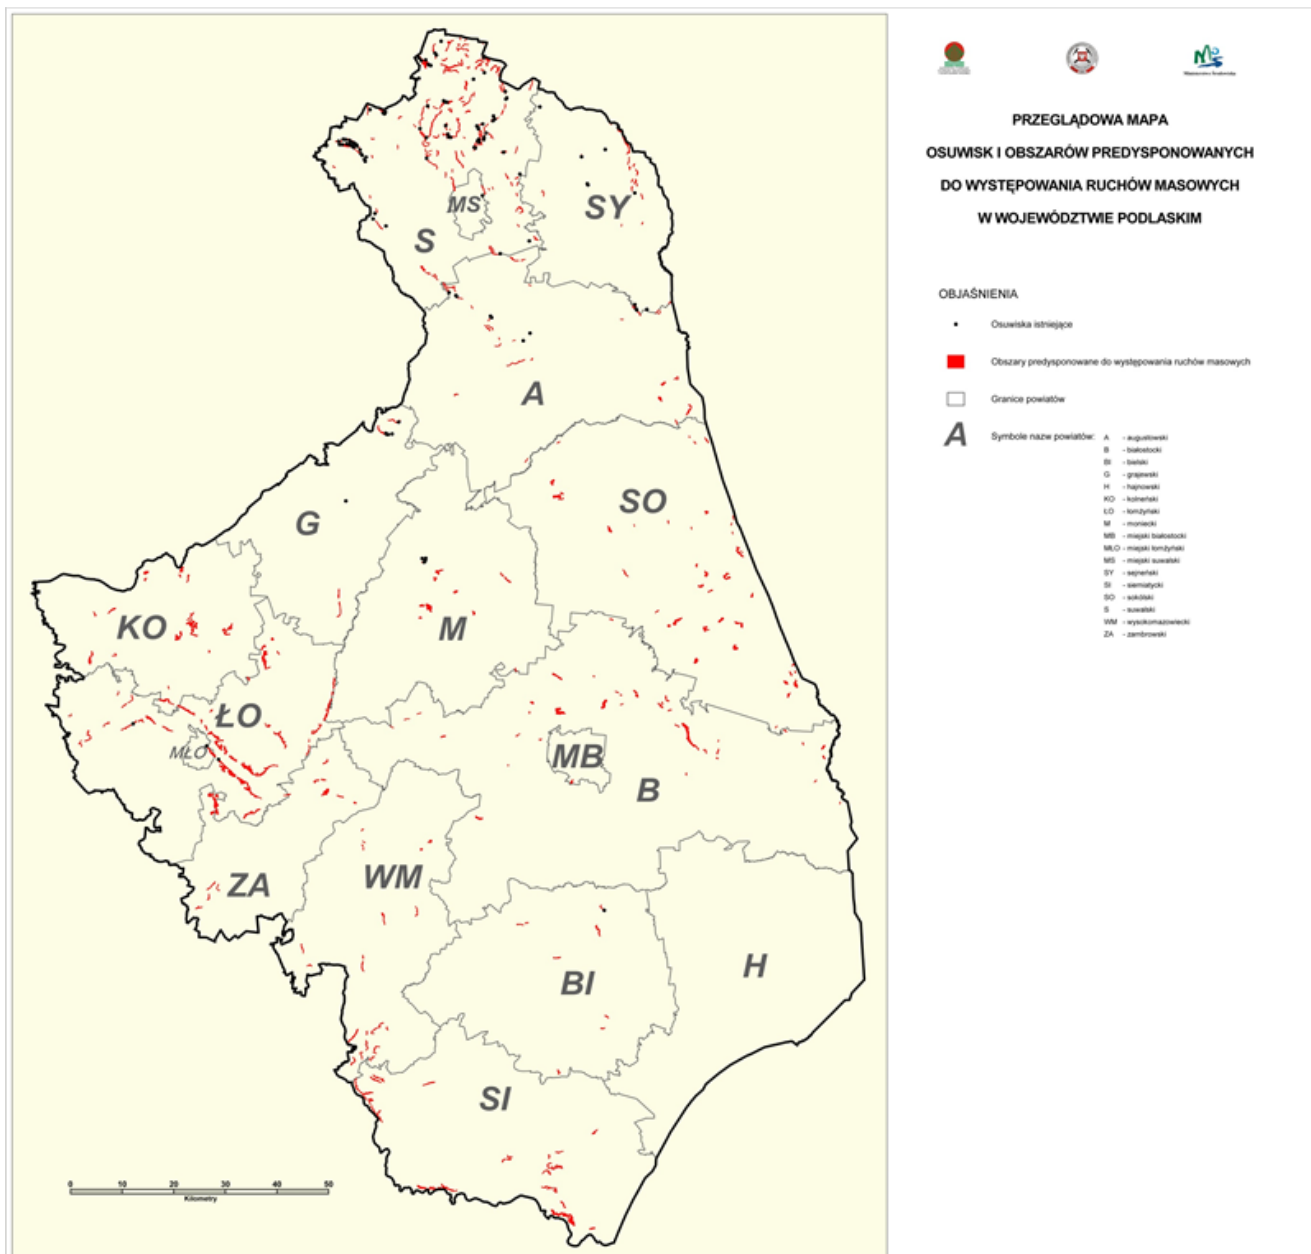 PRZEGLĄDOWA MAPA
OSUWISK I OBSZARÓW PREDYSPONOWANYCH
DO WYSTĘPOWANIA RUCHÓW MASOWYCH
W WOJEWÓDZTWIE PODLASKIM
Ministerstwo Środowiska
OBJAŚNIENIA
Osuwiska istniejące
Obszary predysponowane do występowania ruchów masowych
Granice powiatów
A Symbole nazw powiatów:
A - augustowski
B - białostocki
BI - bielski
G - grajewski
H - hajnowski
KO - kolneński
ŁO - łomżyński
M - moniecki
MB - miejski białostocki
MŁO - miejski łomżyński
MS - miejski suwalski
SY - sejneński
SI - siemiatycki
SO - sokólski
S - suwalski
WM - wysokomazowiecki
ZA - zambrowski
MS
SY
S
A
SO
G
KO
M
ŁO
MŁO
MB
B
WM
ZA
BI
H
SI
0 10 20 30 40 50
Kilometry